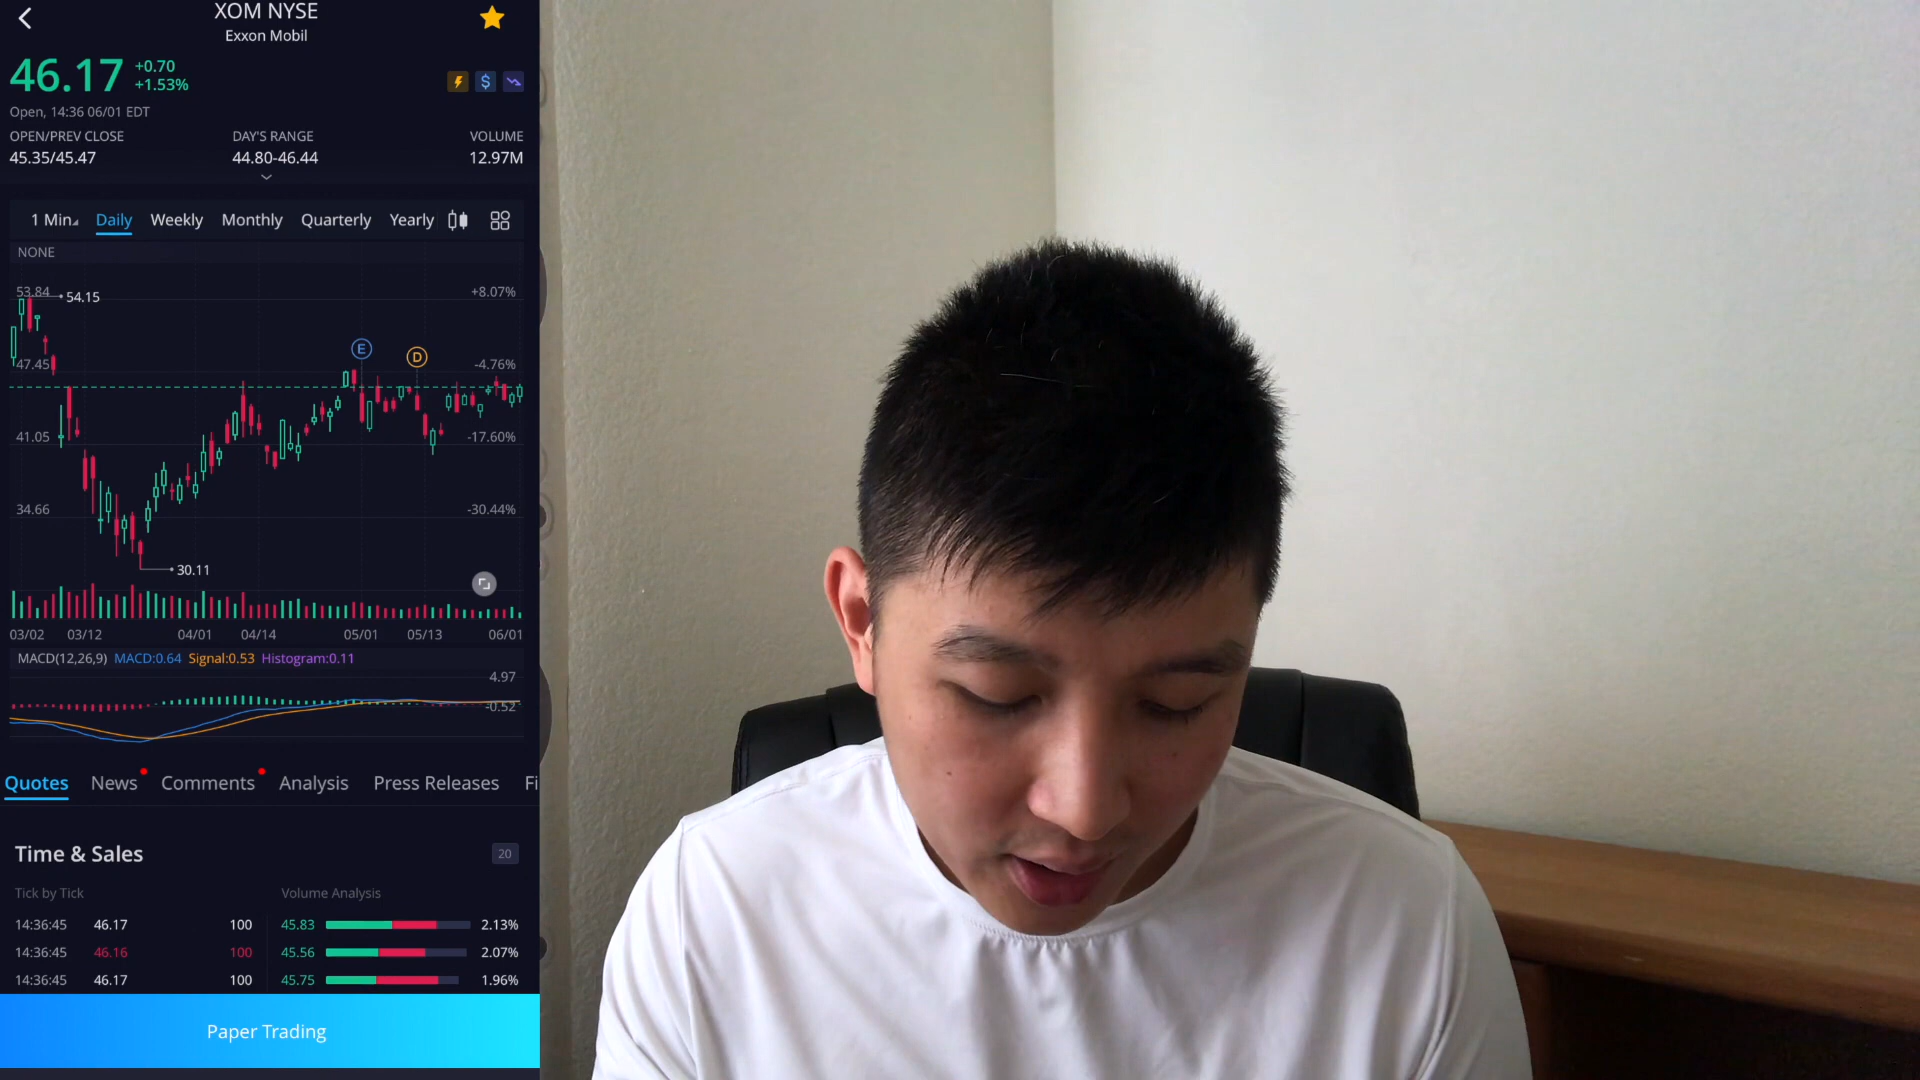 XOM NYSE
Exxon Mobil
46.17
+0.70
+1.53%
Open, 14:36 06/01 EDT
OPEN/PREV CLOSE DAY'S RANGE VOLUME
45.35/45.47 44.80-46.44 12.97M
1 Min Daily Weekly Monthly Quarterly Yearly
NONE
53.84 54.15 +8.07%
E
D
47.45 -4.76%
41.05 -17.60%
34.66 -30.44%
30.11
03/02 03/12 04/01 04/14 05/01 05/13 06/01
MACD(12,26,9) MACD:0.64 Signal:0.53 Histogram:0.11
4.97
-0.52
Quotes News Comments Analysis Press Releases Fi
Time & Sales 20
Tick by Tick Volume Analysis
14:36:45 46.17 100 45.83 2.13%
14:36:45 46.16 100 45.56 2.07%
14:36:45 46.17 100 45.75 1.96%
Paper Trading